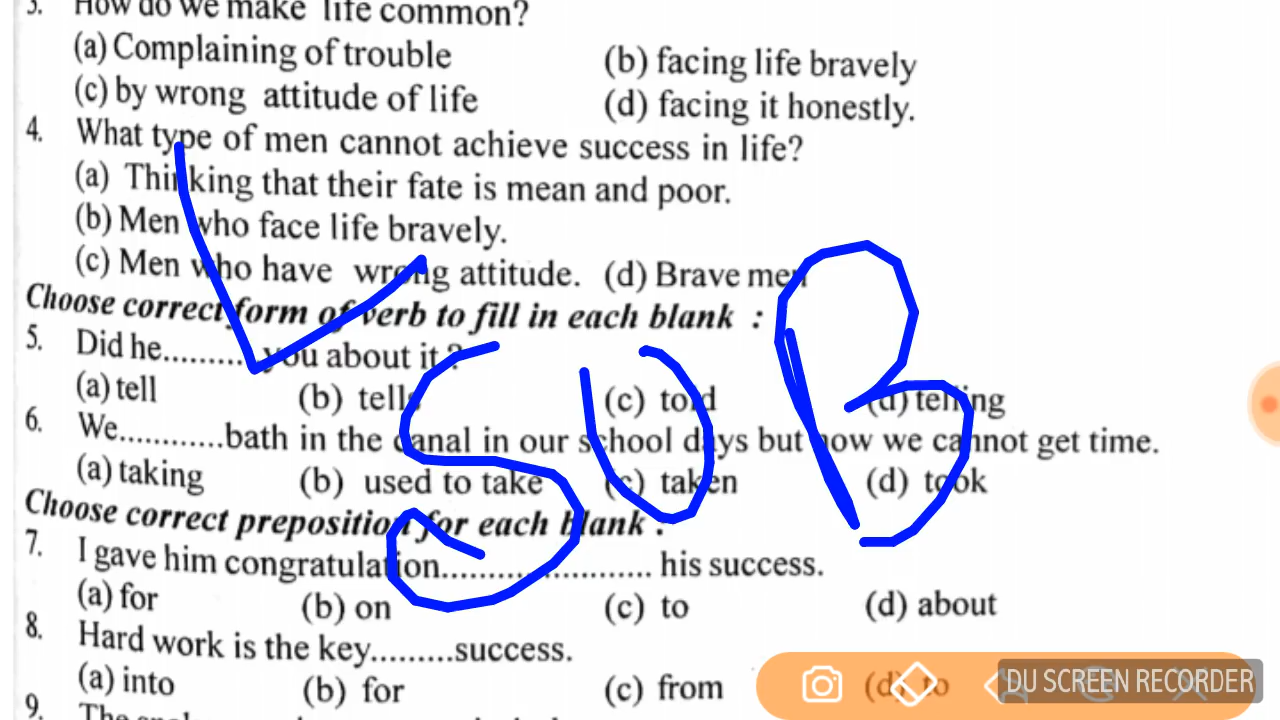 3. How do we make life common?
(a) Complaining of trouble (b) facing life bravely
(c) by wrong attitude of life (d) facing it honestly.
4. What type of men cannot achieve success in life?
(a) Thinking that their fate is mean and poor.
(b) Men who face life bravely.
(c) Men who have wrong attitude. (d) Brave men
Choose correct form of verb to fill in each blank :
5. Did he......... you about it ?
(a) tell (b) tells (c) told (d) telling
6. We............bath in the canal in our school days but now we cannot get time.
(a) taking (b) used to take (c) taken (d) took
Choose correct preposition for each blank :
7. I gave him congratulation....................... his success.
(a) for (b) on (c) to (d) about
8. Hard work is the key.........success.
(a) into (b) for (c) from (d) to
9. The
SUB
DU SCREEN RECORDER